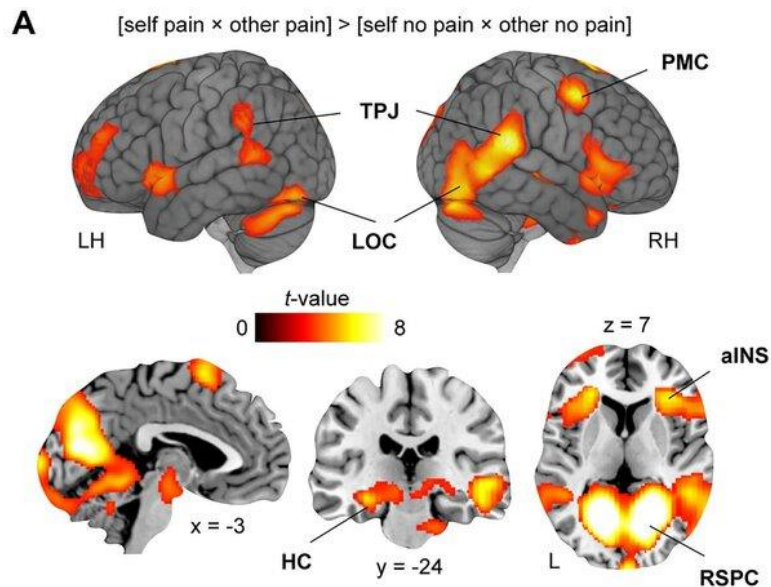 A
[self pain × other pain] > [self no pain × other no pain]
PMC
TPJ
LH
LOC
RH
t-value
0
8
z = 7
aINS
x = -3
HC
y = -24
L
RSPC